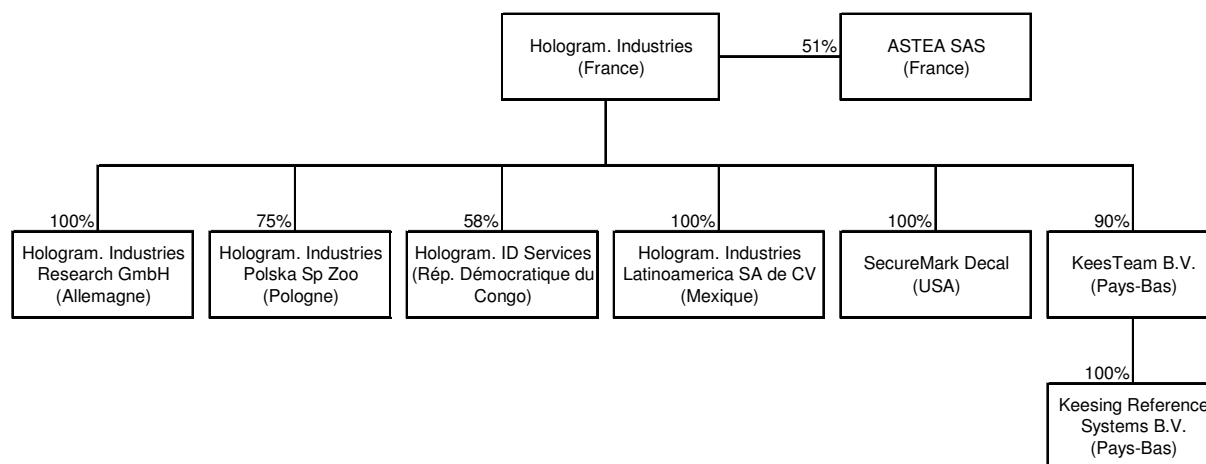 Hologram. Industries
(France)
51%
ASTEA SAS
(France)
100%
Hologram. Industries
Research GmbH
(Allemagne)
75%
Hologram. Industries
Polska Sp Zoo
(Pologne)
58%
Hologram. ID Services
(Rép. Démocratique du
Congo)
100%
Hologram. Industries
Latinoamerica SA de CV
(Mexique)
100%
SecureMark Decal
(USA)
90%
KeesTeam B.V.
(Pays-Bas)
100%
Keesing Reference
Systems B.V.
(Pays-Bas)